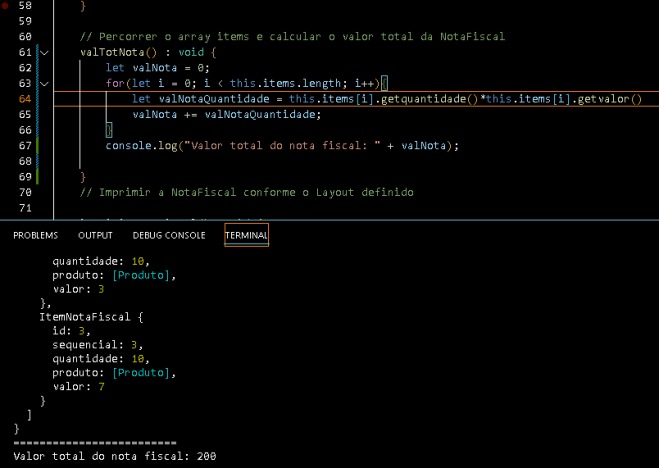 58 }
59
60 // Percorrer o array items e calcular o valor total da NotaFiscal
61 valTotNota() : void {
62 let valNota = 0;
63 for(let i = 0; i < this.items.length; i++){
64 let valNotaQuantidade = this.items[i].getquantidade()*this.items[i].getvalor()
65 valNota += valNotaQuantidade;
66 }
67 console.log("Valor total do nota fiscal: " + valNota);
68
69 }
70 // Imprimir a NotaFiscal conforme o Layout definido
71
PROBLEMS OUTPUT DEBUG CONSOLE TERMINAL
quantidade: 10,
produto: [Produto],
valor: 3
},
ItemNotaFiscal {
id: 3,
sequencial: 3,
quantidade: 10,
produto: [Produto],
valor: 7
}
]
}
=========================
Valor total do nota fiscal: 200